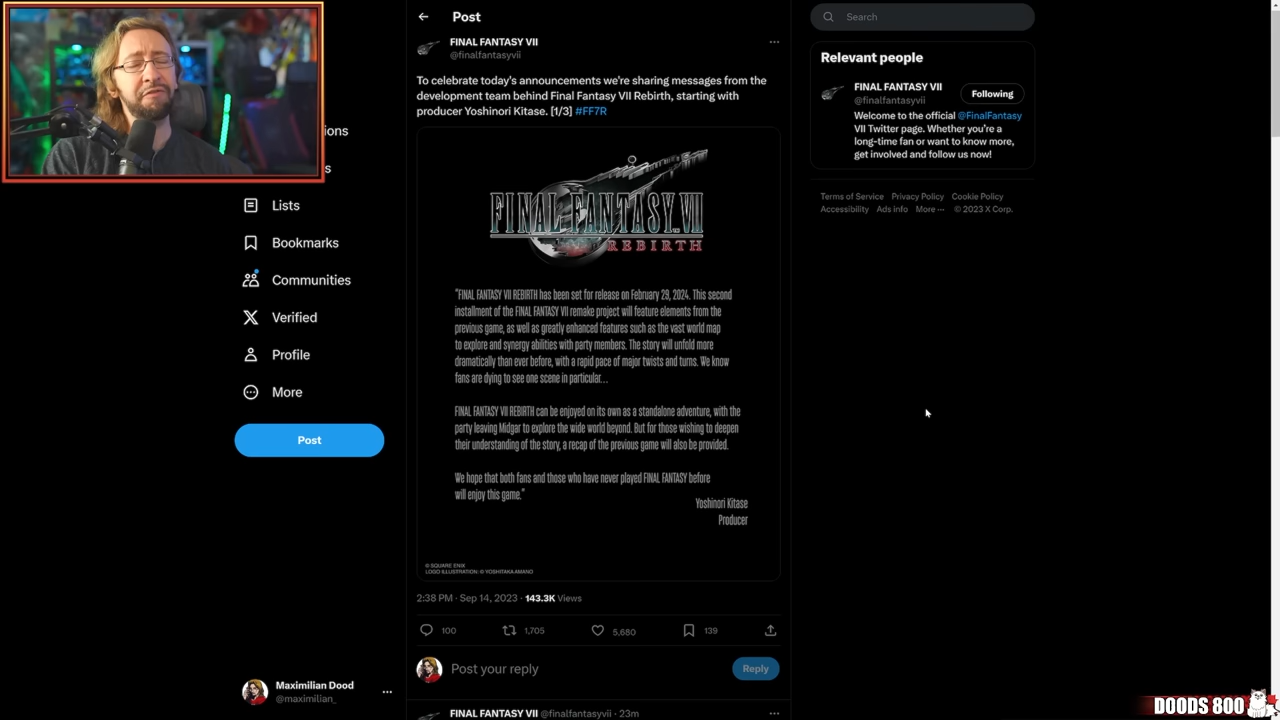 Post
FINAL FANTASY VII
@finalfantasyvii
To celebrate today's announcements we're sharing messages from the
development team behind Final Fantasy VII Rebirth, starting with
producer Yoshinori Kitase. [1/3] #FF7R
FINAL FANTASY VII
REBIRTH
"FINAL FANTASY VII REBIRTH has been set for release on February 29, 2024. This second
installment of the FINAL FANTASY VII remake project will feature elements from the
previous game, as well as greatly enhanced features such as the vast world map
to explore and synergy abilities with party members. The story will unfold more
dramatically than ever before, with a rapid pace of major twists and turns. We know
fans are dying to see one scene in particular...
FINAL FANTASY VII REBIRTH can be enjoyed on its own as a standalone adventure, with the
party leaving Midgar to explore the wide world beyond. But for those wishing to deepen
their understanding of the story, a recap of the previous game will also be provided.
We hope that both fans and those who have never played FINAL FANTASY before
will enjoy this game."
Yoshinori Kitase
Producer
© SQUARE ENIX
LOGO ILLUSTRATION: © YOSHITAKA AMANO
2:38 PM · Sep 14, 2023 · 143.3K Views
100
1,705
5,680
139
Post your reply
Reply
FINAL FANTASY VII @finalfantasyvii · 23m
ions
s
Lists
Bookmarks
Communities
Verified
Profile
More
Post
Maximilian Dood
@maximilian_
Search
Relevant people
FINAL FANTASY VII
@finalfantasyvii
Following
Welcome to the official @FinalFantasy
VII Twitter page. Whether you're a
long-time fan or want to know more,
get involved and follow us now!
Terms of Service Privacy Policy Cookie Policy
Accessibility Ads info More ··· © 2023 X Corp.
DOODS 800